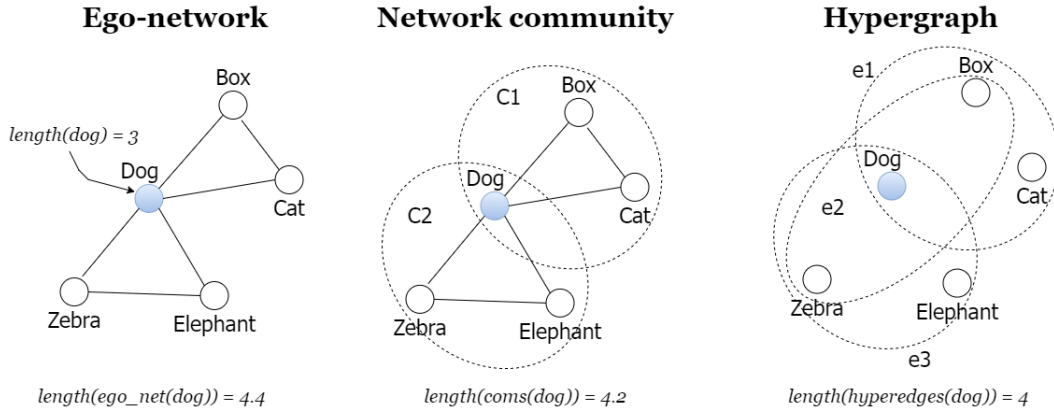 Ego-network
Box
length(dog) = 3
Dog
Cat
Zebra
Elephant
length(ego_net(dog)) = 4.4
Network community
C1
Box
Dog
C2
Cat
Zebra
Elephant
length(coms(dog)) = 4.2
Hypergraph
e1
Box
Dog
Cat
e2
Zebra
Elephant
e3
length(hyperedges(dog)) = 4